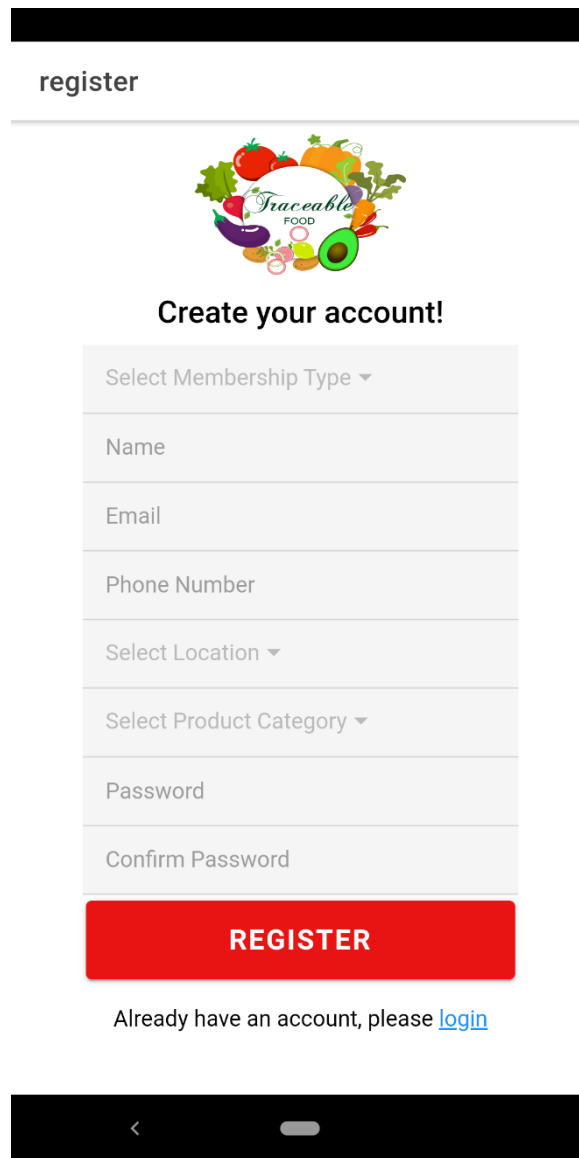 register
Traceable
FOOD
Create your account!
Select Membership Type
Name
Email
Phone Number
Select Location
Select Product Category
Password
Confirm Password
REGISTER
Already have an account, please login